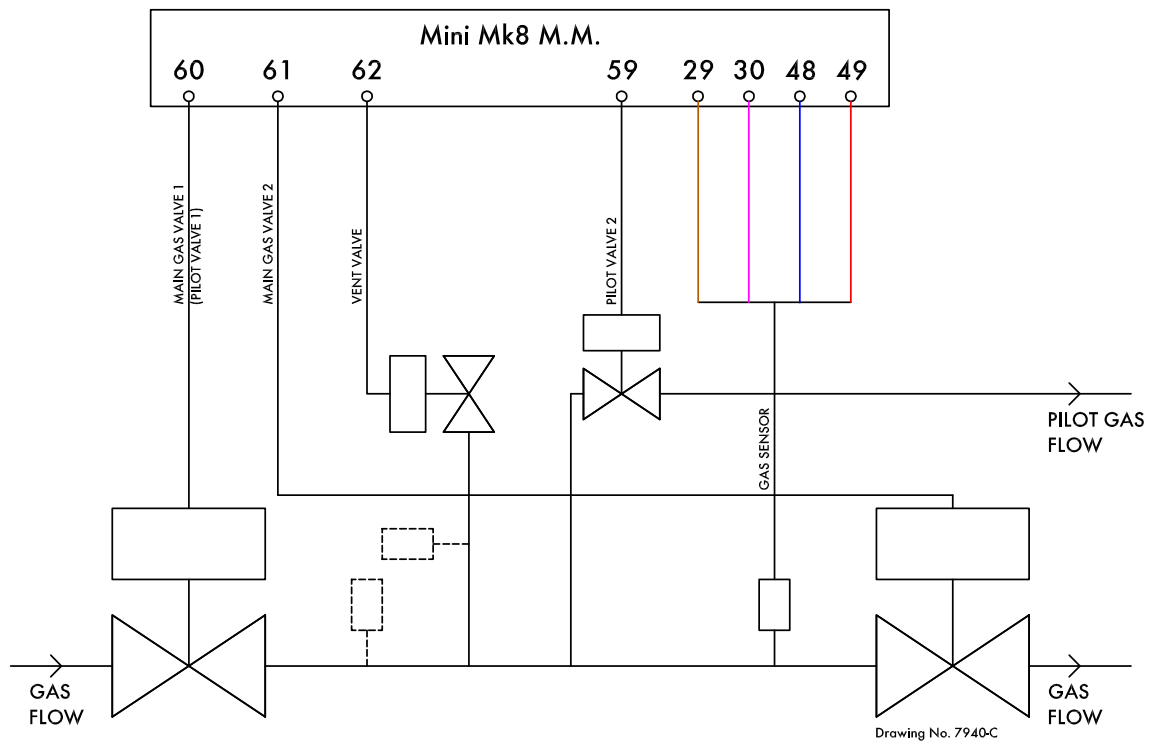 Mini Mk8 M.M.
60 61 62 59 29 30 48 49
MAIN GAS VALVE 1
(PILOT VALVE 1)
MAIN GAS VALVE 2
VENT VALVE
PILOT VALVE 2
GAS SENSOR
PILOT GAS
FLOW
GAS
FLOW
GAS
FLOW
Drawing No. 7940-C